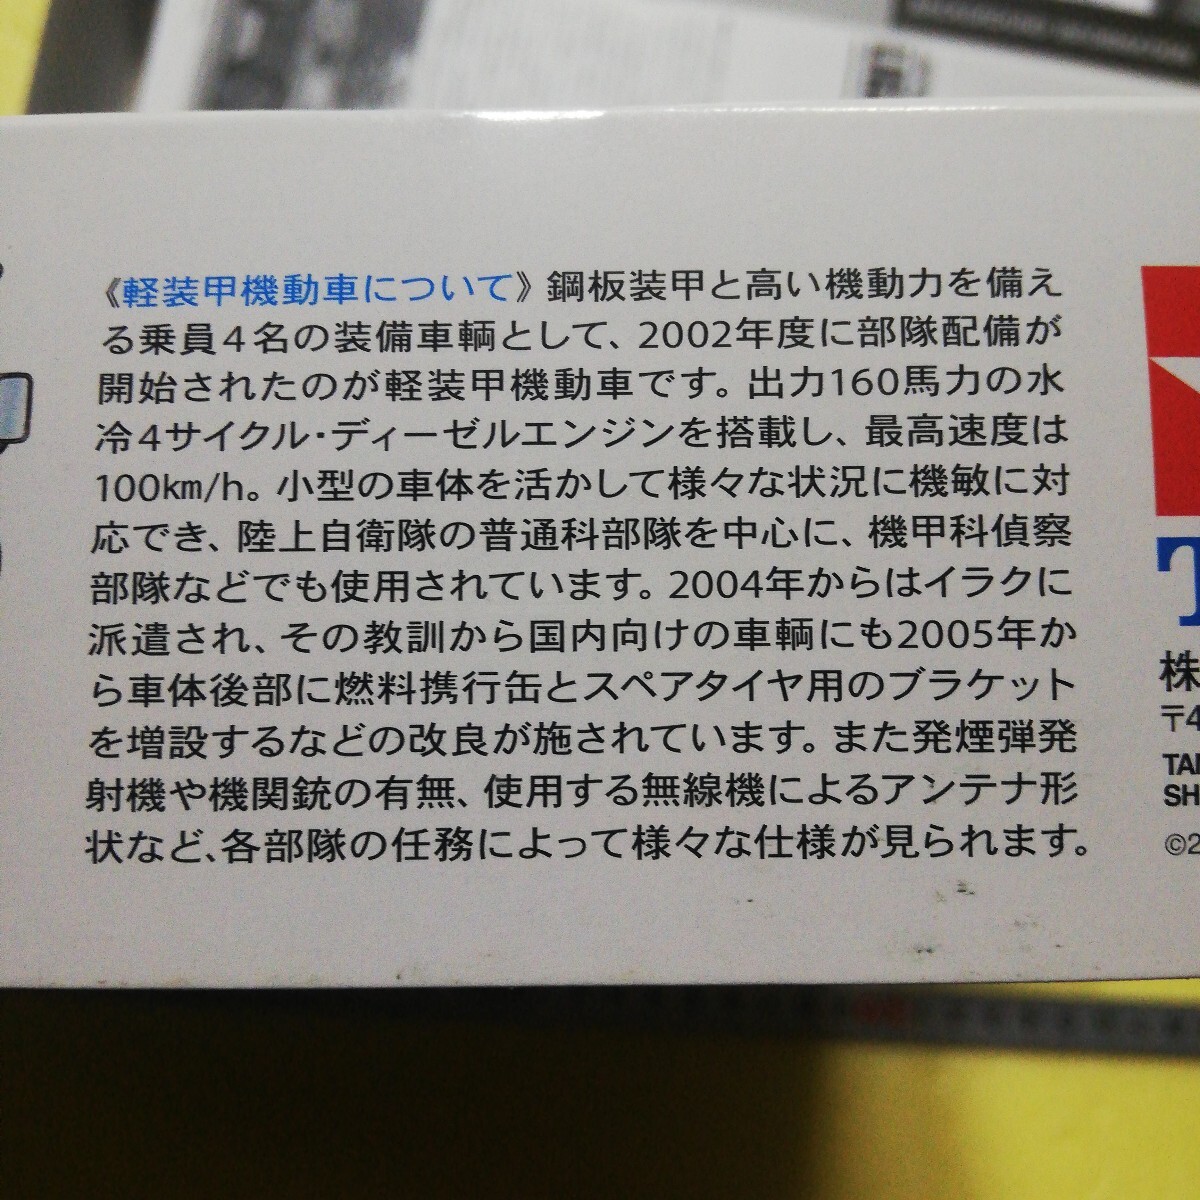 《軽装甲機動車について》鋼板装甲と高い機動力を備え
る乗員4名の装備車輌として、2002年度に部隊配備が
開始されたのが軽装甲機動車です。出力160馬力の水
冷4サイクル・ディーゼルエンジンを搭載し、最高速度は
100km/h。小型の車体を活かして様々な状況に機敏に対
応でき、陸上自衛隊の普通科部隊を中心に、機甲科偵察
部隊などでも使用されています。2004年からはイラクに
派遣され、その教訓から国内向けの車輌にも2005年か
ら車体後部に燃料携行缶とスペアタイヤ用のブラケット
を増設するなどの改良が施されています。また発煙弾発
射機や機関銃の有無、使用する無線機によるアンテナ形
状など、各部隊の任務によって様々な仕様が見られます。
株
〒4
TAM
SH
©2